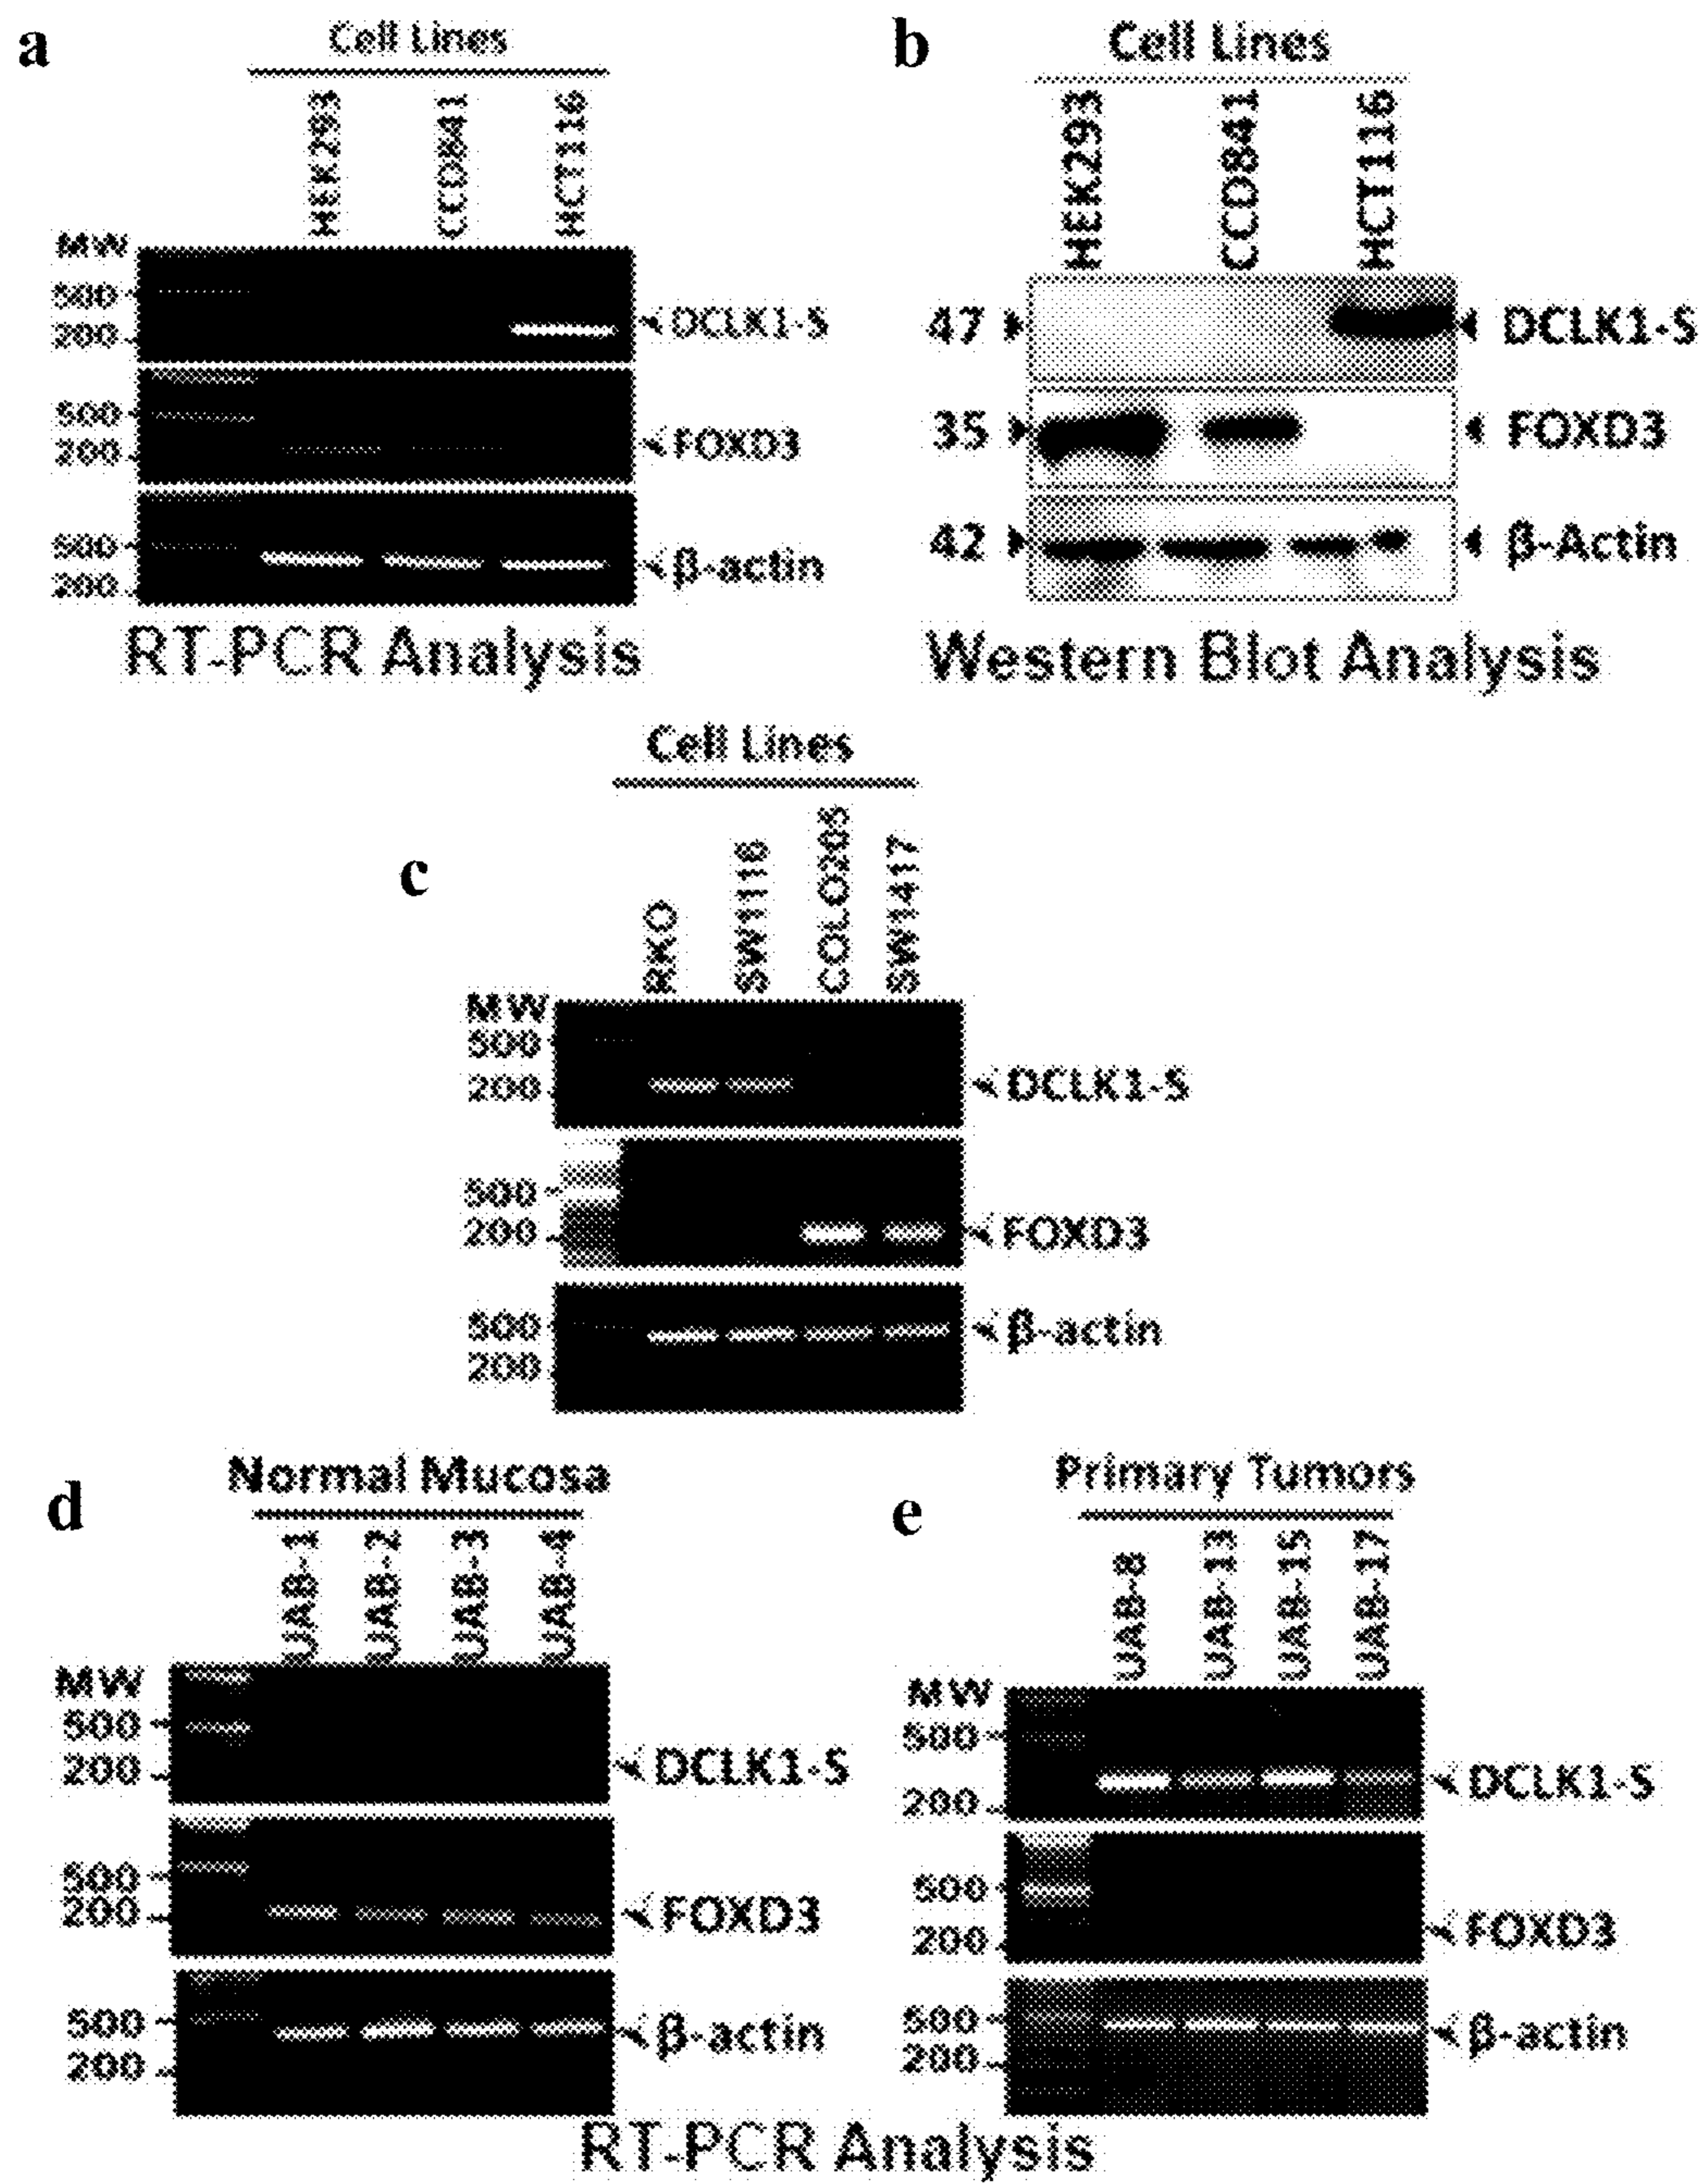 a
Cell Lines
HEK293
CCD841
HCT116
MW
500
200
DCLK1-S
500
200
FOXD3
500
200
β-actin
RT-PCR Analysis
b
Cell Lines
HEK293
CCD841
HCT116
47
DCLK1-S
35
FOXD3
42
β-Actin
Western Blot Analysis
c
Cell Lines
RKO
SW1116
COLO205
SW1417
MW
500
200
DCLK1-S
500
200
FOXD3
500
200
β-actin
d
Normal Mucosa
UAB-1
UAB-2
UAB-3
UAB-4
MW
500
200
DCLK1-S
500
200
FOXD3
500
200
β-actin
e
Primary Tumors
UAB-8
UAB-13
UAB-15
UAB-17
MW
500
200
DCLK1-S
500
200
FOXD3
500
200
β-actin
RT-PCR Analysis